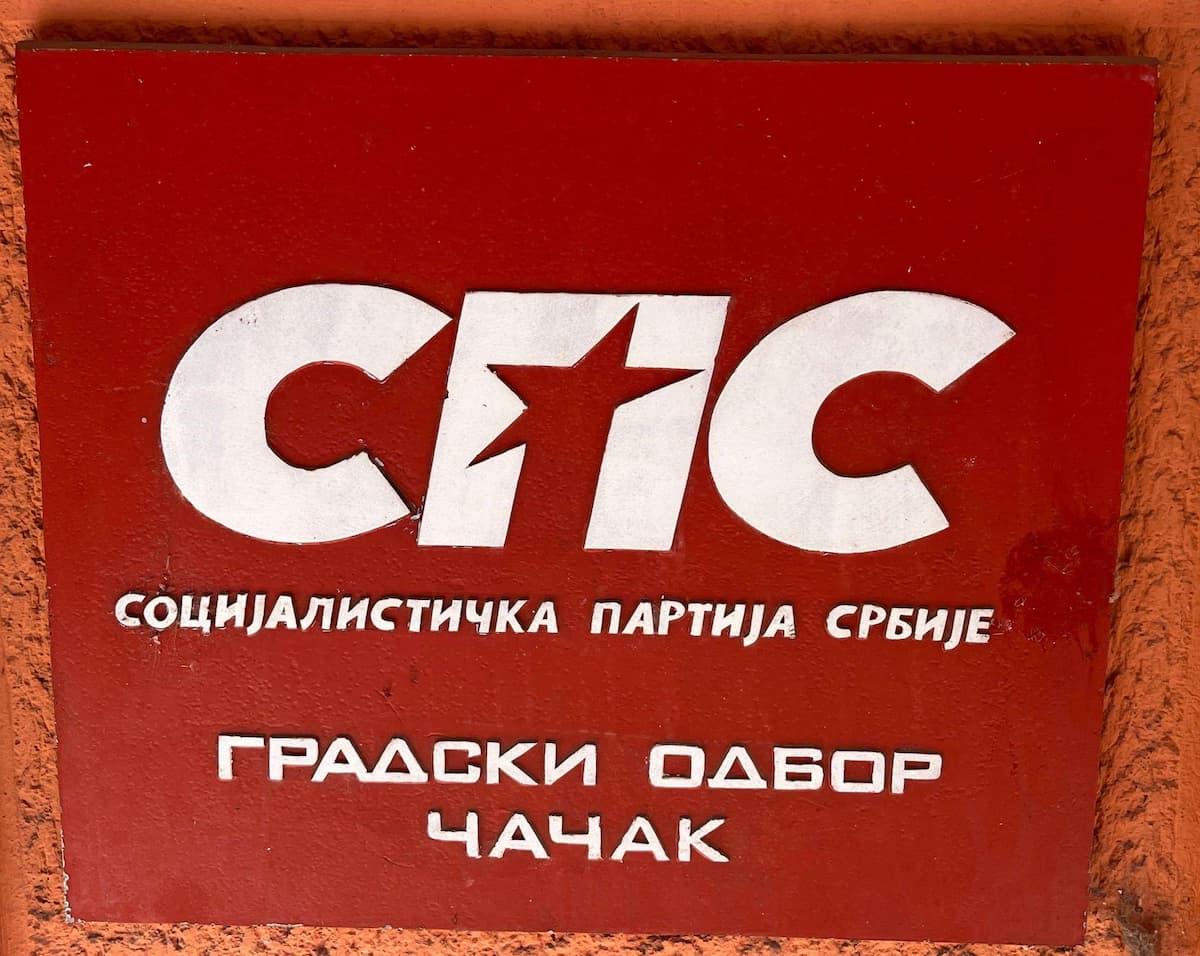 СПС
СОЦИЈАЛИСТИЧКА ПАРТИЈА СРБИЈЕ
ГРАДСКИ ОДБОР
ЧАЧАК